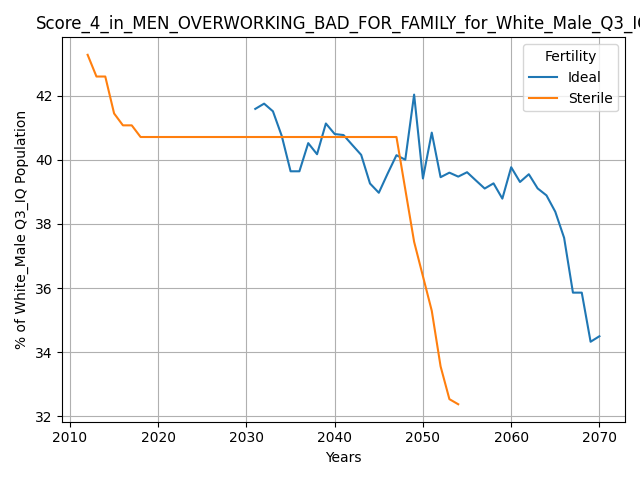 Score_4_in_MEN_OVERWORKING_BAD_FOR_FAMILY_for_White_Male_Q3_IQ
Fertility
Ideal
Sterile
% of White_Male Q3_IQ Population
42
40
38
36
34
32
2010 2020 2030 2040 2050 2060 2070
Years